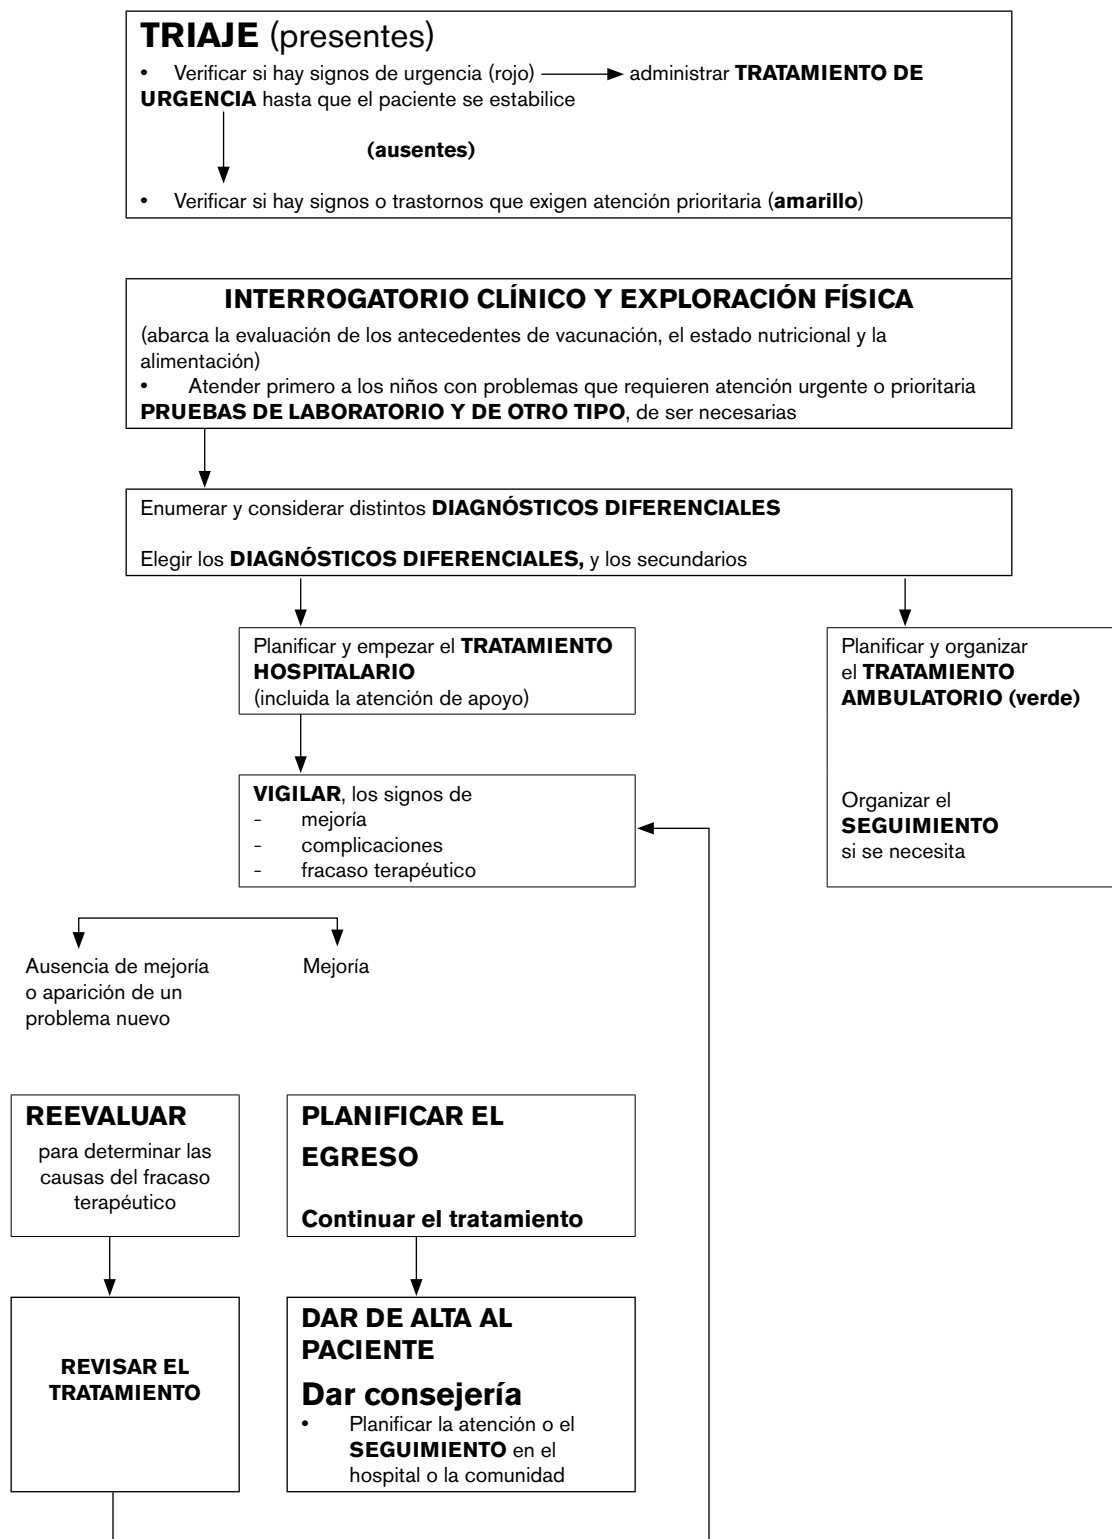 TRIAJE (presentes)
• Verificar si hay signos de urgencia (rojo) administrar TRATAMIENTO DE
URGENCIA hasta que el paciente se estabilice
(ausentes)
• Verificar si hay signos o trastornos que exigen atención prioritaria (amarillo)
INTERROGATORIO CLÍNICO Y EXPLORACIÓN FÍSICA
(abarca la evaluación de los antecedentes de vacunación, el estado nutricional y la
alimentación)
• Atender primero a los niños con problemas que requieren atención urgente o prioritaria
PRUEBAS DE LABORATORIO Y DE OTRO TIPO, de ser necesarias
Enumerar y considerar distintos DIAGNÓSTICOS DIFERENCIALES
Elegir los DIAGNÓSTICOS DIFERENCIALES, y los secundarios
Planificar y empezar el TRATAMIENTO
HOSPITALARIO
(incluida la atención de apoyo)
Planificar y organizar
el TRATAMIENTO
AMBULATORIO (verde)
Organizar el
SEGUIMIENTO
si se necesita
VIGILAR, los signos de
- mejoría
- complicaciones
- fracaso terapéutico
Ausencia de mejoría
o aparición de un
problema nuevo
Mejoría
REEVALUAR
para determinar las
causas del fracaso
terapéutico
PLANIFICAR EL
EGRESO
Continuar el tratamiento
REVISAR EL
TRATAMIENTO
DAR DE ALTA AL
PACIENTE
Dar consejería
• Planificar la atención o el
SEGUIMIENTO en el
hospital o la comunidad